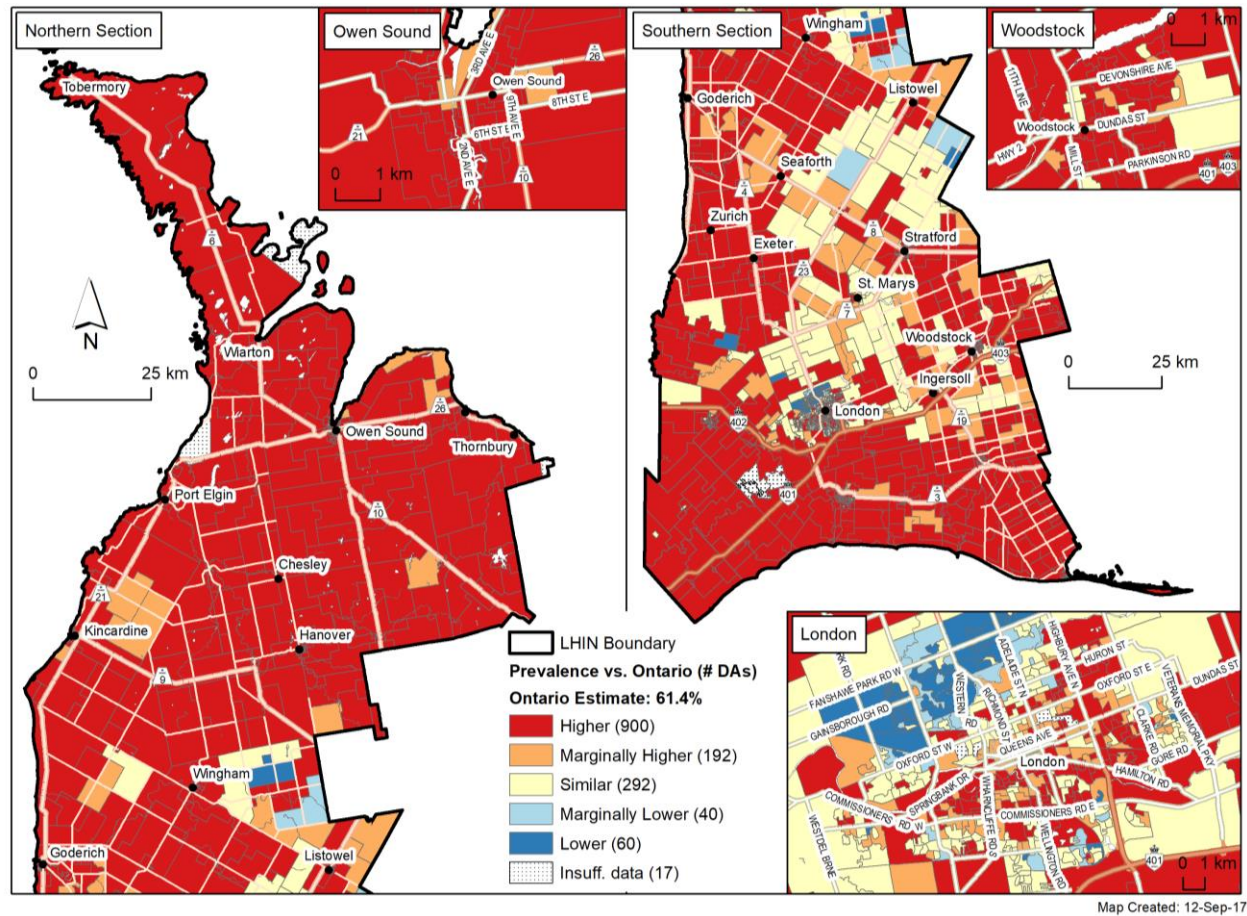 Northern Section
Tobermory
6
N
0 25 km
Wiarton
26
Owen Sound
Thornbury
Port Elgin
10
Chesley
21
Kincardine
Hanover
9
Wingham
Goderich
Listowel
Owen Sound
3RD AVE E
26
Owen Sound
9TH AVE E
8TH ST E
21
6TH ST E
2ND AVE E
0 1 km
10
Southern Section
Wingham
Goderich
Listowel
Seaforth
4
Zurich
8
Exeter
Stratford
23
St. Marys
7
Woodstock
403
0 25 km
Ingersoll
London
402
19
401
3
Woodstock
0 1 km
11TH LINE
DEVONSHIRE AVE
Woodstock
DUNDAS ST
HWY 2
MILL ST
PARKINSON RD
401
403
LHIN Boundary
Prevalence vs. Ontario (# DAs)
Ontario Estimate: 61.4%
Higher (900)
Marginally Higher (192)
Similar (292)
Marginally Lower (40)
Lower (60)
Insuff. data (17)
London
FANSHAWE PARK RD W
GAINSBOROUGH RD
WESTERN RD
ADELAIDE ST N
RICHMOND ST
HIGHBURY AVE N
HURON ST
OXFORD ST E
DUNDAS ST
VETERANS MEMORIAL PKY
OXFORD ST W
QUEENS AVE
CLARKE RD
GORE RD
London
SPRINGBANK DR
HAMILTON RD
COMMISSIONERS RD W
WHARNCLIFFE RD S
COMMISSIONERS RD E
WESTDEL BRNE
WELLINGTON RD
401
0 1 km
Map Created: 12-Sep-17